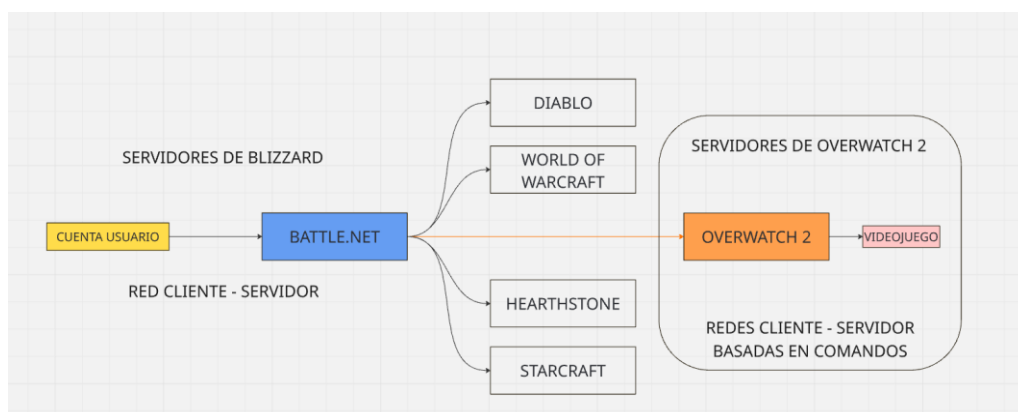 SERVIDORES DE BLIZZARD
CUENTA USUARIO
BATTLE.NET
RED CLIENTE - SERVIDOR
DIABLO
WORLD OF
WARCRAFT
HEARTHSTONE
STARCRAFT
SERVIDORES DE OVERWATCH 2
OVERWATCH 2
VIDEOJUEGO
REDES CLIENTE - SERVIDOR
BASADAS EN COMANDOS